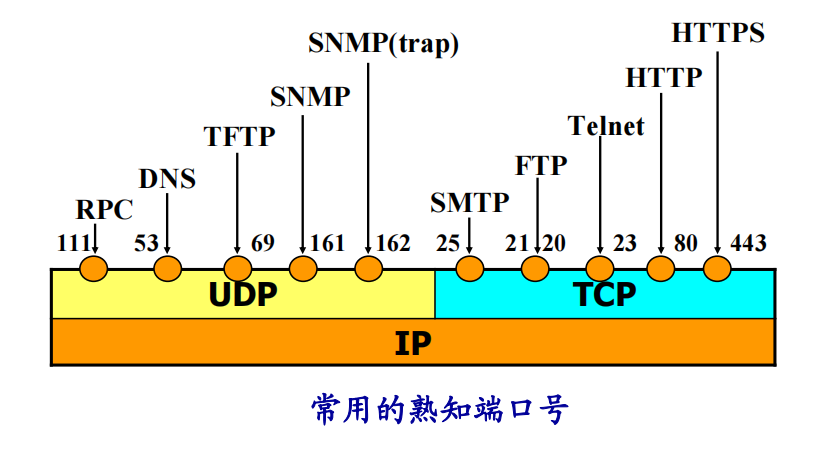 HTTPS
SNMP(trap)
HTTP
SNMP
Telnet
TFTP
FTP
DNS
SMTP
RPC
111 53 69 161 162 25 21 20 23 80 443
UDP TCP
IP
常用的熟知端口号